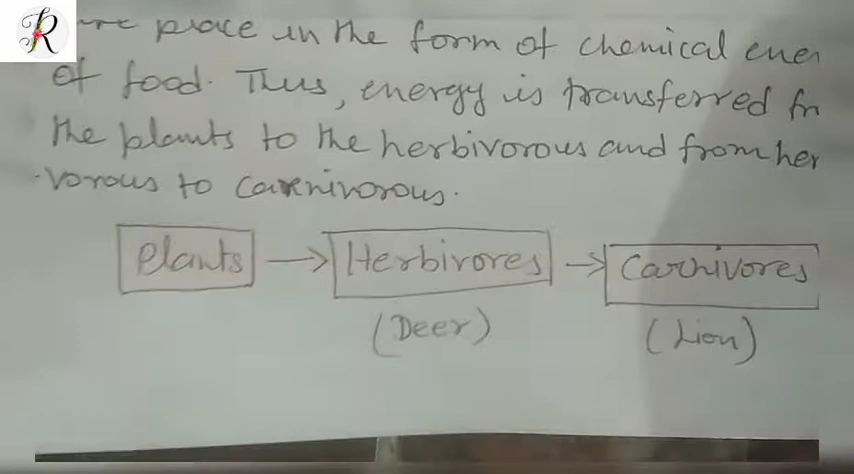 R
place in the form of chemical ener
of food. Thus, energy is transferred fr
the plants to the herbivorous and from her
vorous to carnivorous.
Plants → Herbivores → Carnivores
(Deer) (Lion)